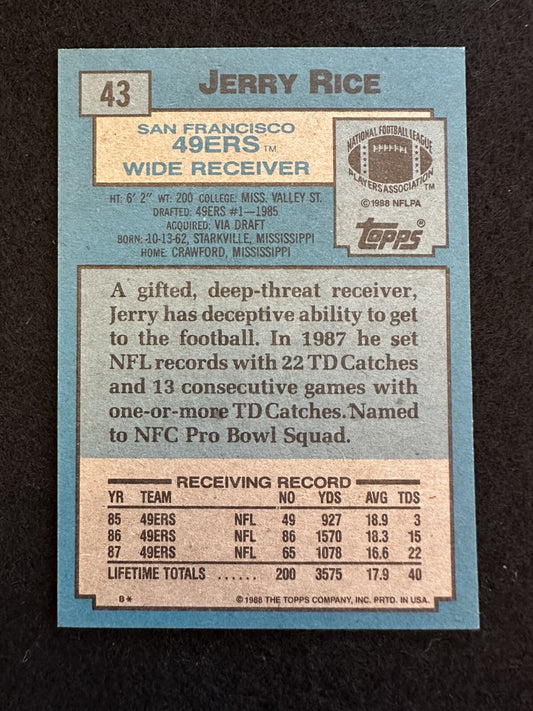 43
JERRY RICE
SAN FRANCISCO
49ERS TM
WIDE RECEIVER
NATIONAL FOOTBALL LEAGUE
PLAYERS ASSOCIATION TM
© 1988 NFLPA
Topps ®
HT: 6' 2" WT: 200 COLLEGE: MISS. VALLEY ST.
DRAFTED: 49ERS #1—1985
ACQUIRED: VIA DRAFT
BORN: -10-13-62, STARKVILLE, MISSISSIPPI
HOME: CRAWFORD, MISSISSIPPI
A gifted, deep-threat receiver,
Jerry has deceptive ability to get
to the football. In 1987 he set
NFL records with 22 TD Catches
and 13 consecutive games with
one-or-more TD Catches. Named
to NFC Pro Bowl Squad.
RECEIVING RECORD
YR TEAM NO YDS AVG TDS
85 49ERS NFL 49 927 18.9 3
86 49ERS NFL 86 1570 18.3 15
87 49ERS NFL 65 1078 16.6 22
LIFETIME TOTALS ...... 200 3575 17.9 40
B* © 1988 THE TOPPS COMPANY, INC. PRTD. IN USA.